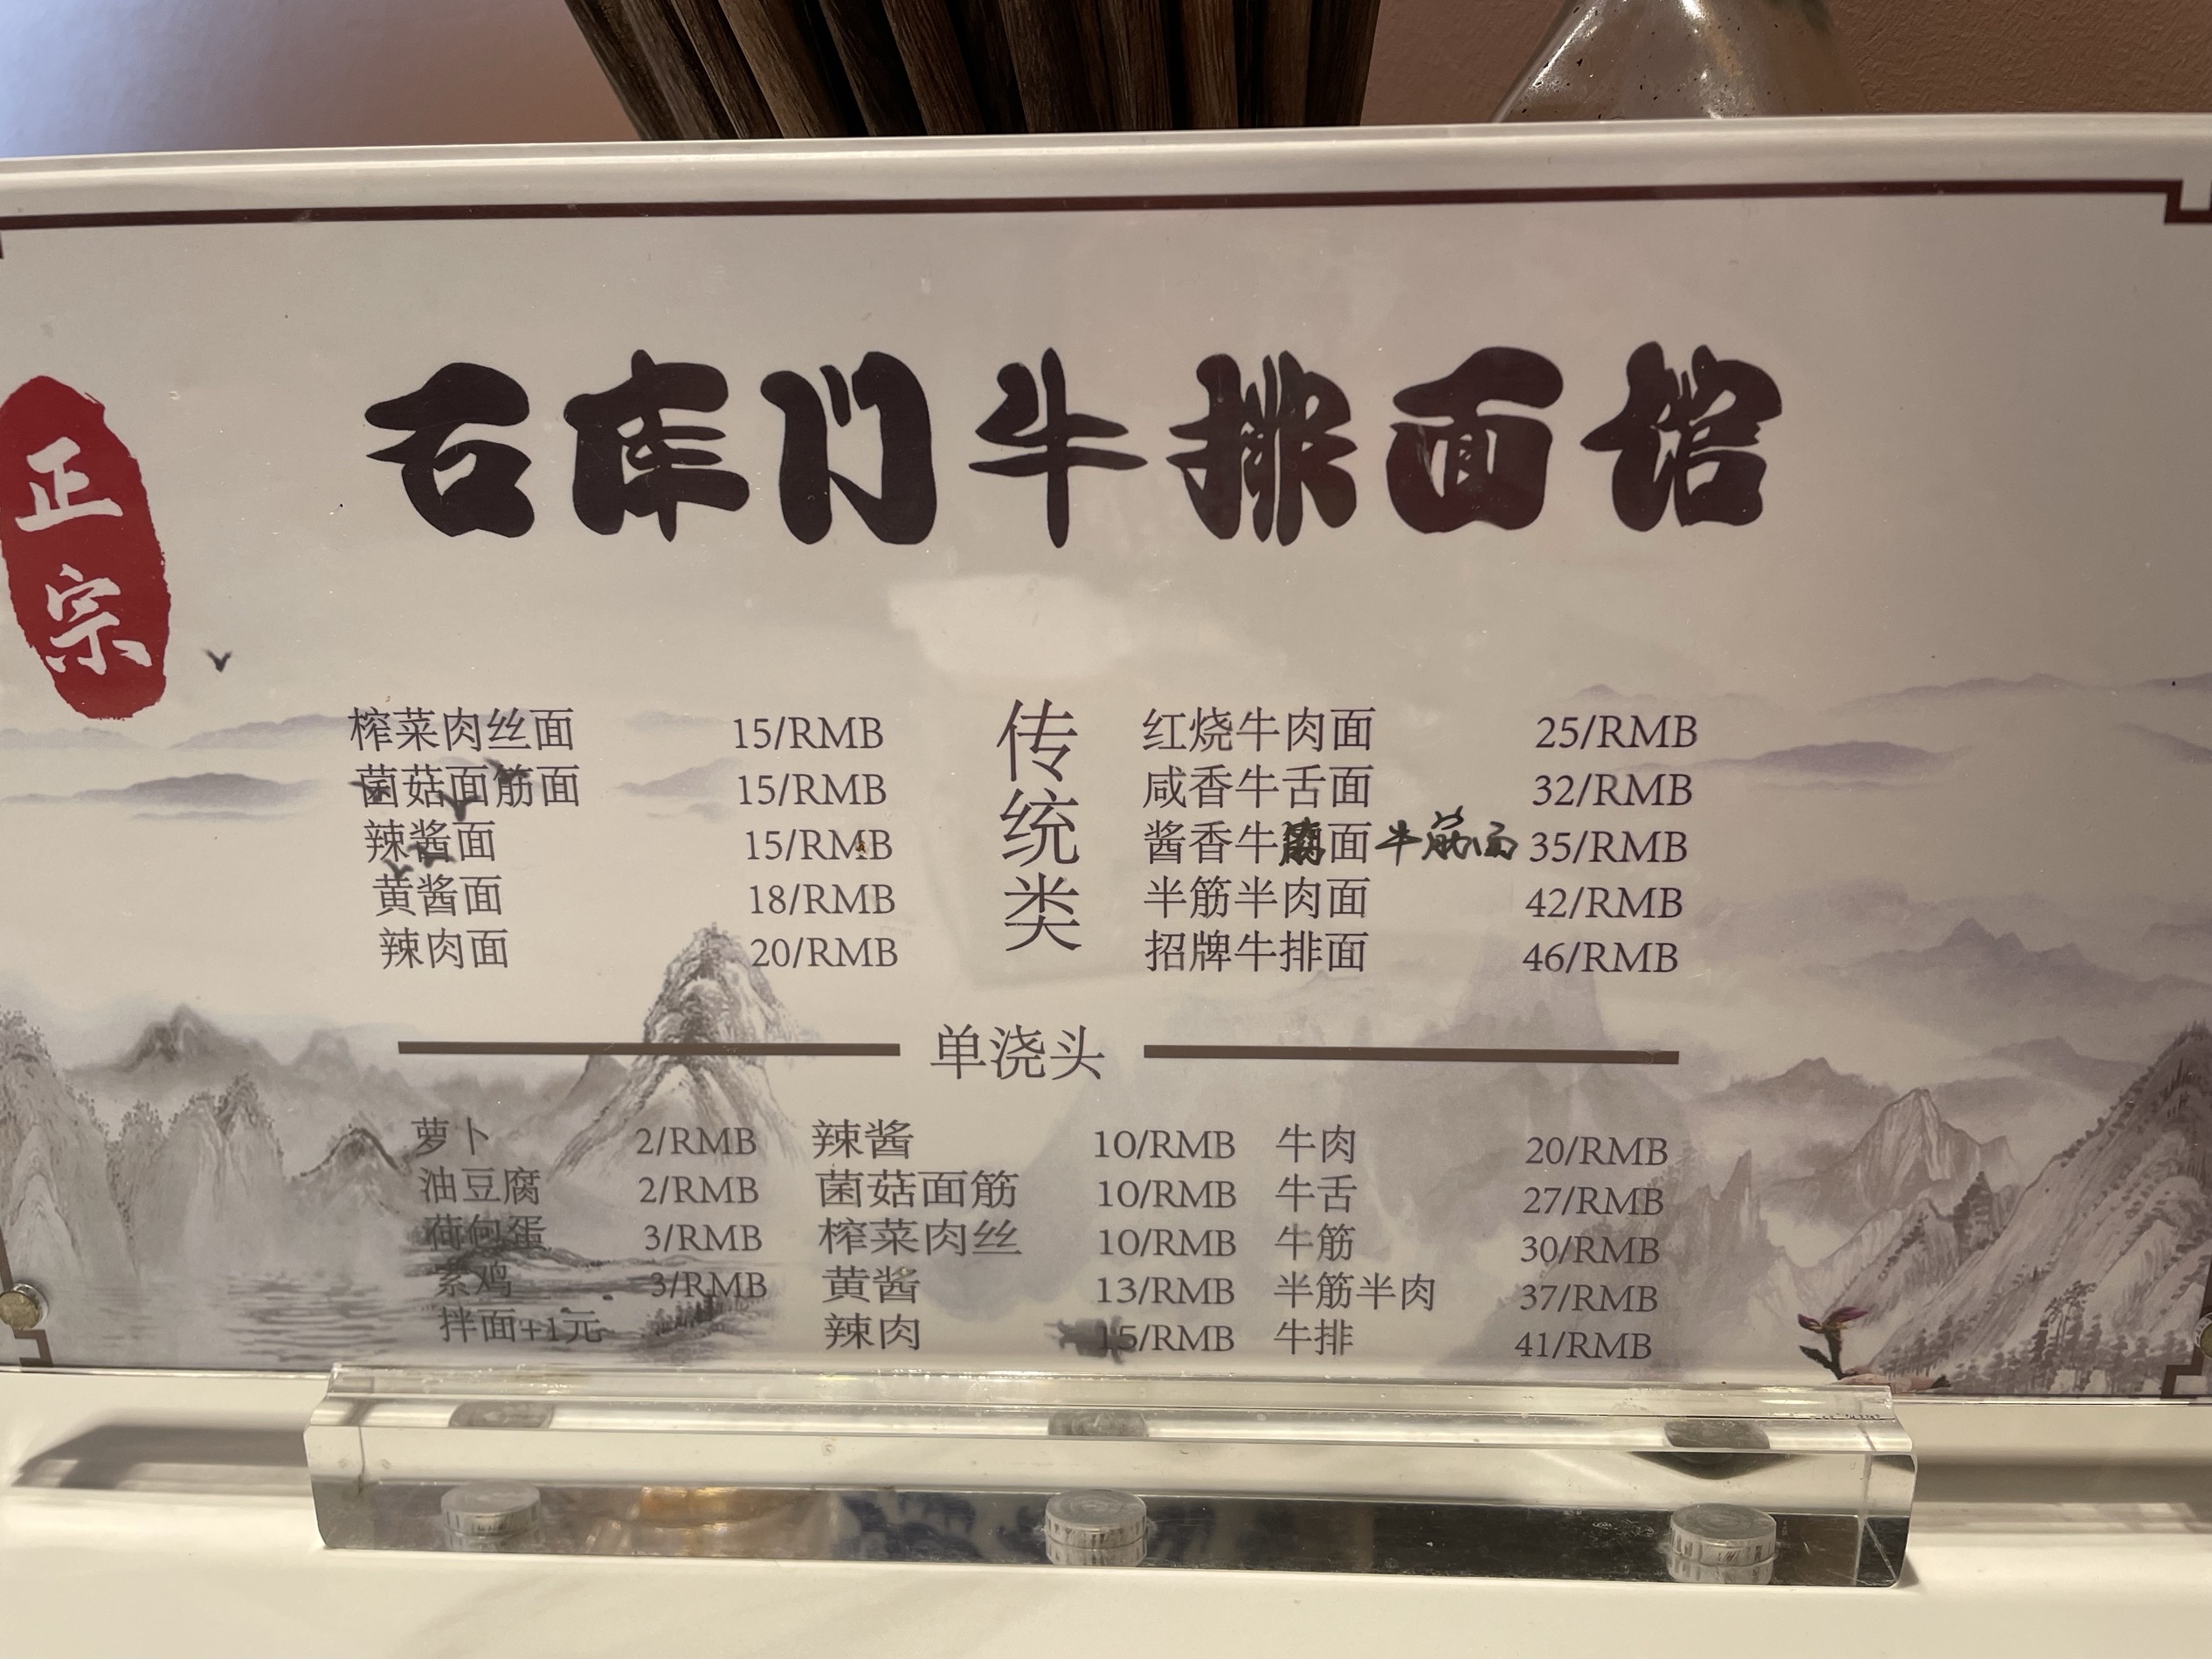 正宗
石库门牛排面馆
传统类
榨菜肉丝面 15/RMB
菌菇面筋面 15/RMB
辣酱面 15/RMB
黄酱面 18/RMB
辣肉面 20/RMB
红烧牛肉面 25/RMB
咸香牛舌面 32/RMB
酱香牛面 牛筋面 35/RMB
半筋半肉面 42/RMB
招牌牛排面 46/RMB
单浇头
萝卜 2/RMB
油豆腐 2/RMB
荷包蛋 3/RMB
素鸡 3/RMB
拌面+1元
辣酱 10/RMB
菌菇面筋 10/RMB
榨菜肉丝 10/RMB
黄酱 13/RMB
辣肉 15/RMB
牛肉 20/RMB
牛舌 27/RMB
牛筋 30/RMB
半筋半肉 37/RMB
牛排 41/RMB